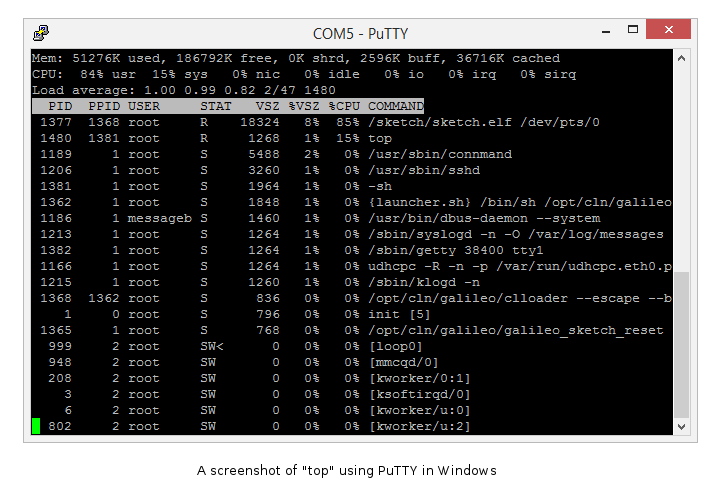 COM5 - PuTTY
Mem: 51276K used, 186792K free, 0K shrd, 2596K buff, 36716K cached
CPU:  84% usr  15% sys   0% nic   0% idle   0% io   0% irq   0% sirq
Load average: 1.00 0.99 0.82 2/47 1480
  PID  PPID USER     STAT   VSZ %VSZ %CPU COMMAND
 1377  1368 root     R    18324   8%  85% /sketch/sketch.elf /dev/pts/0
 1480  1381 root     R     1268   1%  15% top
 1189     1 root     S     5488   2%   0% /usr/sbin/connmand
 1206     1 root     S     3260   1%   0% /usr/sbin/sshd
 1381     1 root     S     1964   1%   0% -sh
 1362     1 root     S     1848   1%   0% {launcher.sh} /bin/sh /opt/cln/galileo
 1186     1 messageb S     1460   1%   0% /usr/bin/dbus-daemon --system
 1213     1 root     S     1264   1%   0% /sbin/syslogd -n -O /var/log/messages
 1382     1 root     S     1264   1%   0% /sbin/getty 38400 tty1
 1166     1 root     S     1264   1%   0% udhcpc -R -n -p /var/run/udhcpc.eth0.p
 1215     1 root     S     1260   1%   0% /sbin/klogd -n
 1368  1362 root     S      836   0%   0% /opt/cln/galileo/clloader --escape --b
    1     0 root     S      796   0%   0% init [5]
 1365     1 root     S      768   0%   0% /opt/cln/galileo/galileo_sketch_reset
  999     2 root     SW<      0   0%   0% [loop0]
  948     2 root     SW       0   0%   0% [mmcqd/0]
  208     2 root     SW       0   0%   0% [kworker/0:1]
    3     2 root     SW       0   0%   0% [ksoftirqd/0]
    6     2 root     SW       0   0%   0% [kworker/u:0]
  802     2 root     SW       0   0%   0% [kworker/u:2]
A screenshot of "top" using PuTTY in Windows